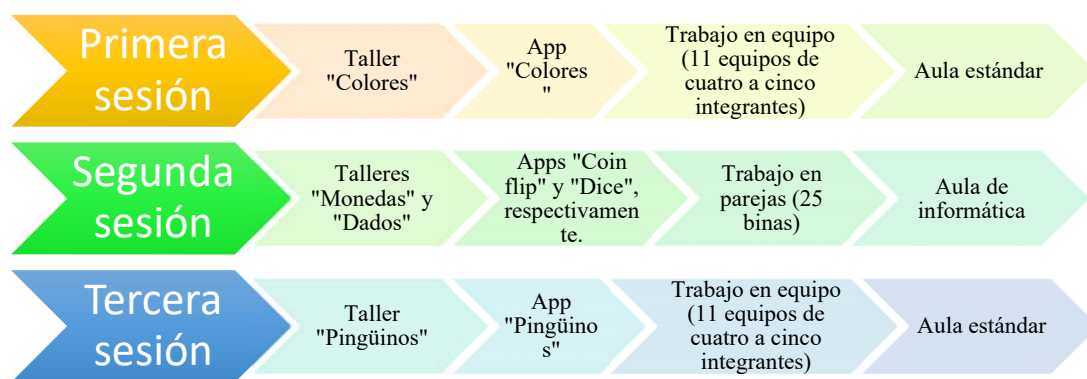 Primera
sesión
Taller
"Colores"
App
"Colores
"
Trabajo en equipo
(11 equipos de
cuatro a cinco
integrantes)
Aula estándar
Segunda
sesión
Talleres
"Monedas" y
"Dados"
Apps "Coin
flip" y "Dice",
respectivamen
te.
Trabajo en
parejas (25
binas)
Aula de
informática
Tercera
sesión
Taller
"Pingüinos"
App
"Pingüino
s"
Trabajo en equipo
(11 equipos de
cuatro a cinco
integrantes)
Aula estándar